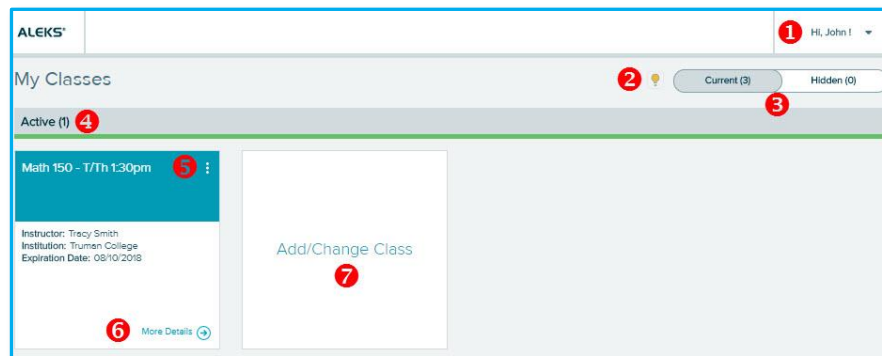 ALEKS®
1 Hi, John !
My Classes
2 Current (3) Hidden (0)
3
Active (1) 4
Math 150 - T/Th 1:30pm 5
Instructor: Tracy Smith
Institution: Truman College
Expiration Date: 08/10/2018
Add/Change Class
7
6 More Details